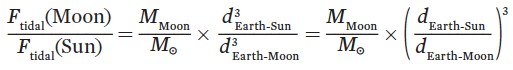 F_tidal(Moon) / F_tidal(Sun) = M_Moon / M_☉ × d³_Earth-Sun / d³_Earth-Moon = M_Moon / M_☉ × (d_Earth-Sun / d_Earth-Moon)³